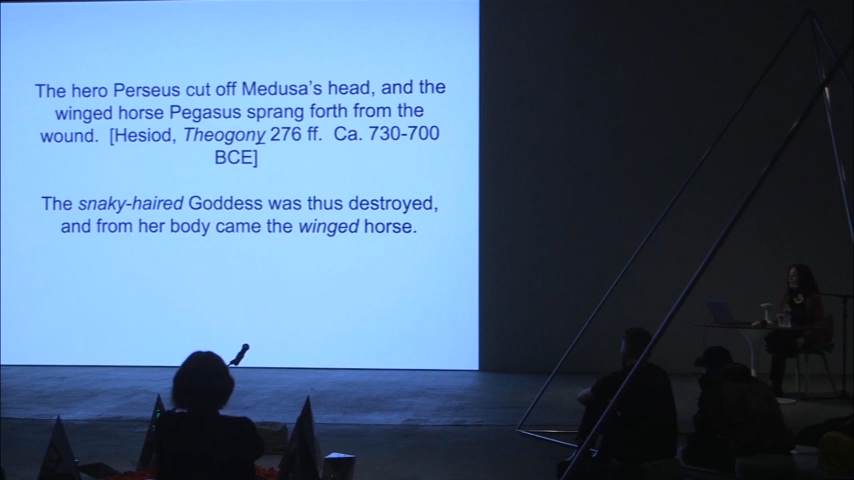 The hero Perseus cut off Medusa's head, and the
winged horse Pegasus sprang forth from the
wound. [Hesiod, Theogony 276 ff. Ca. 730-700
BCE]
The snaky-haired Goddess was thus destroyed,
and from her body came the winged horse.